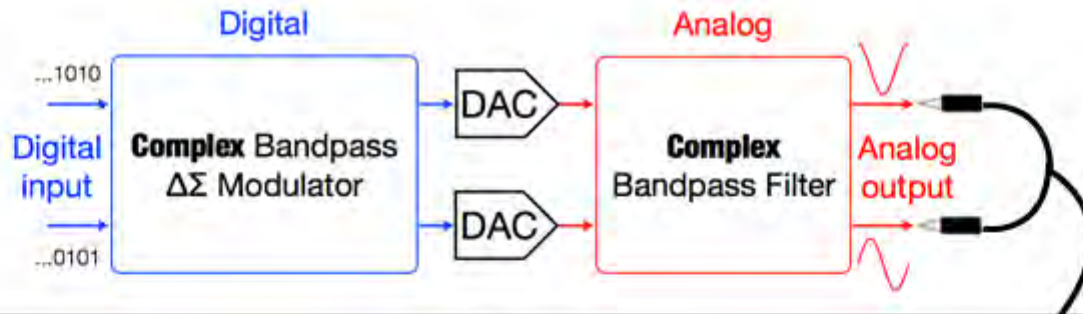 Digital
Analog
...1010
DAC
Digital
input
Complex Bandpass
ΔΣ Modulator
Complex
Bandpass Filter
Analog
output
DAC
...0101